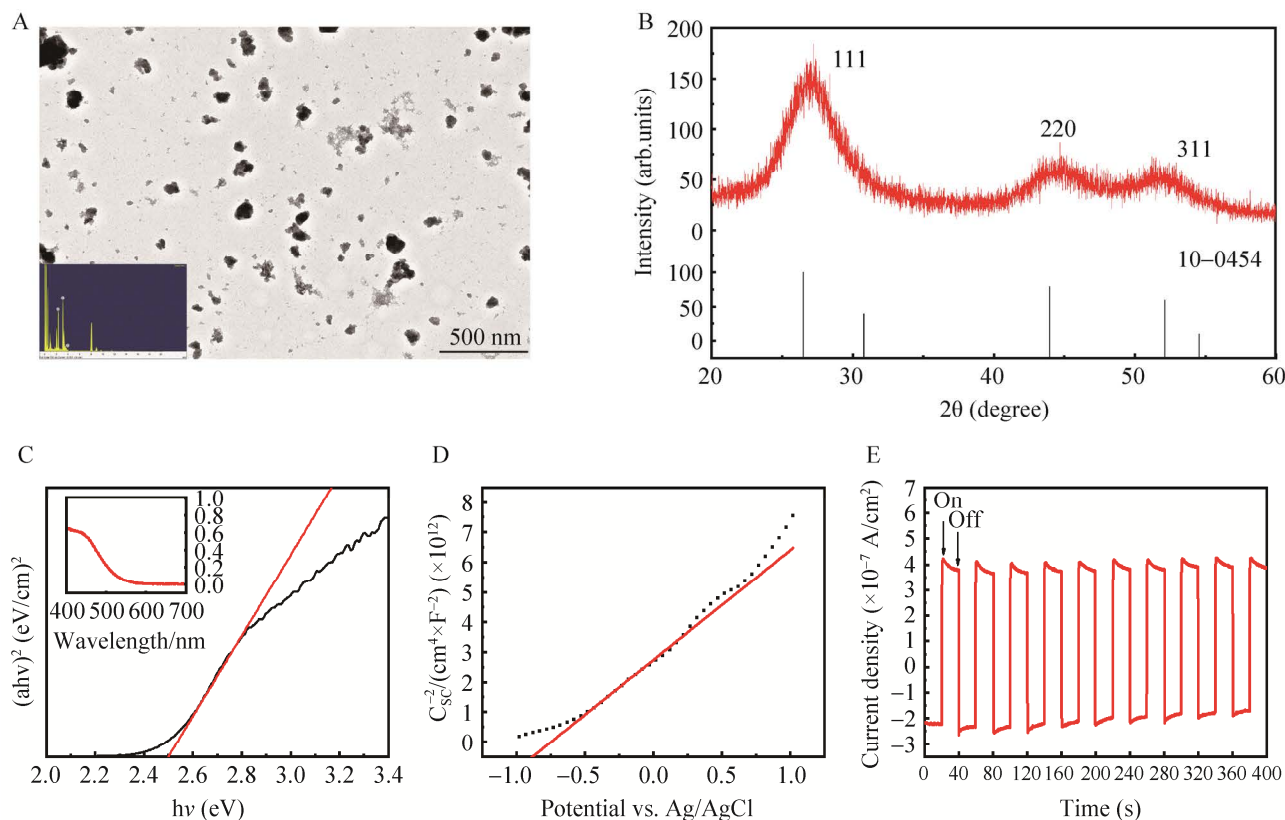 A
500 nm
B
Intensity (arb.units)
200
150
100
50
0
100
50
0
111
220
311
10−0454
20 30 40 50 60
2θ (degree)
C
(ahv)² (eV/cm)²
1.0
0.8
0.6
0.4
0.2
0.0
400 500 600 700
Wavelength/nm
2.0 2.2 2.4 2.6 2.8 3.0 3.2 3.4
hν (eV)
D
C_SC⁻²/(cm⁴×F⁻²) (×10¹²)
8
7
6
5
4
3
2
1
0
−1.0 −0.5 0.0 0.5 1.0
Potential vs. Ag/AgCl
E
Current density (×10⁻⁷ A/cm²)
7
6
5
4
3
2
1
0
−1
−2
−3
On
Off
0 40 80 120 160 200 240 280 320 360 400
Time (s)